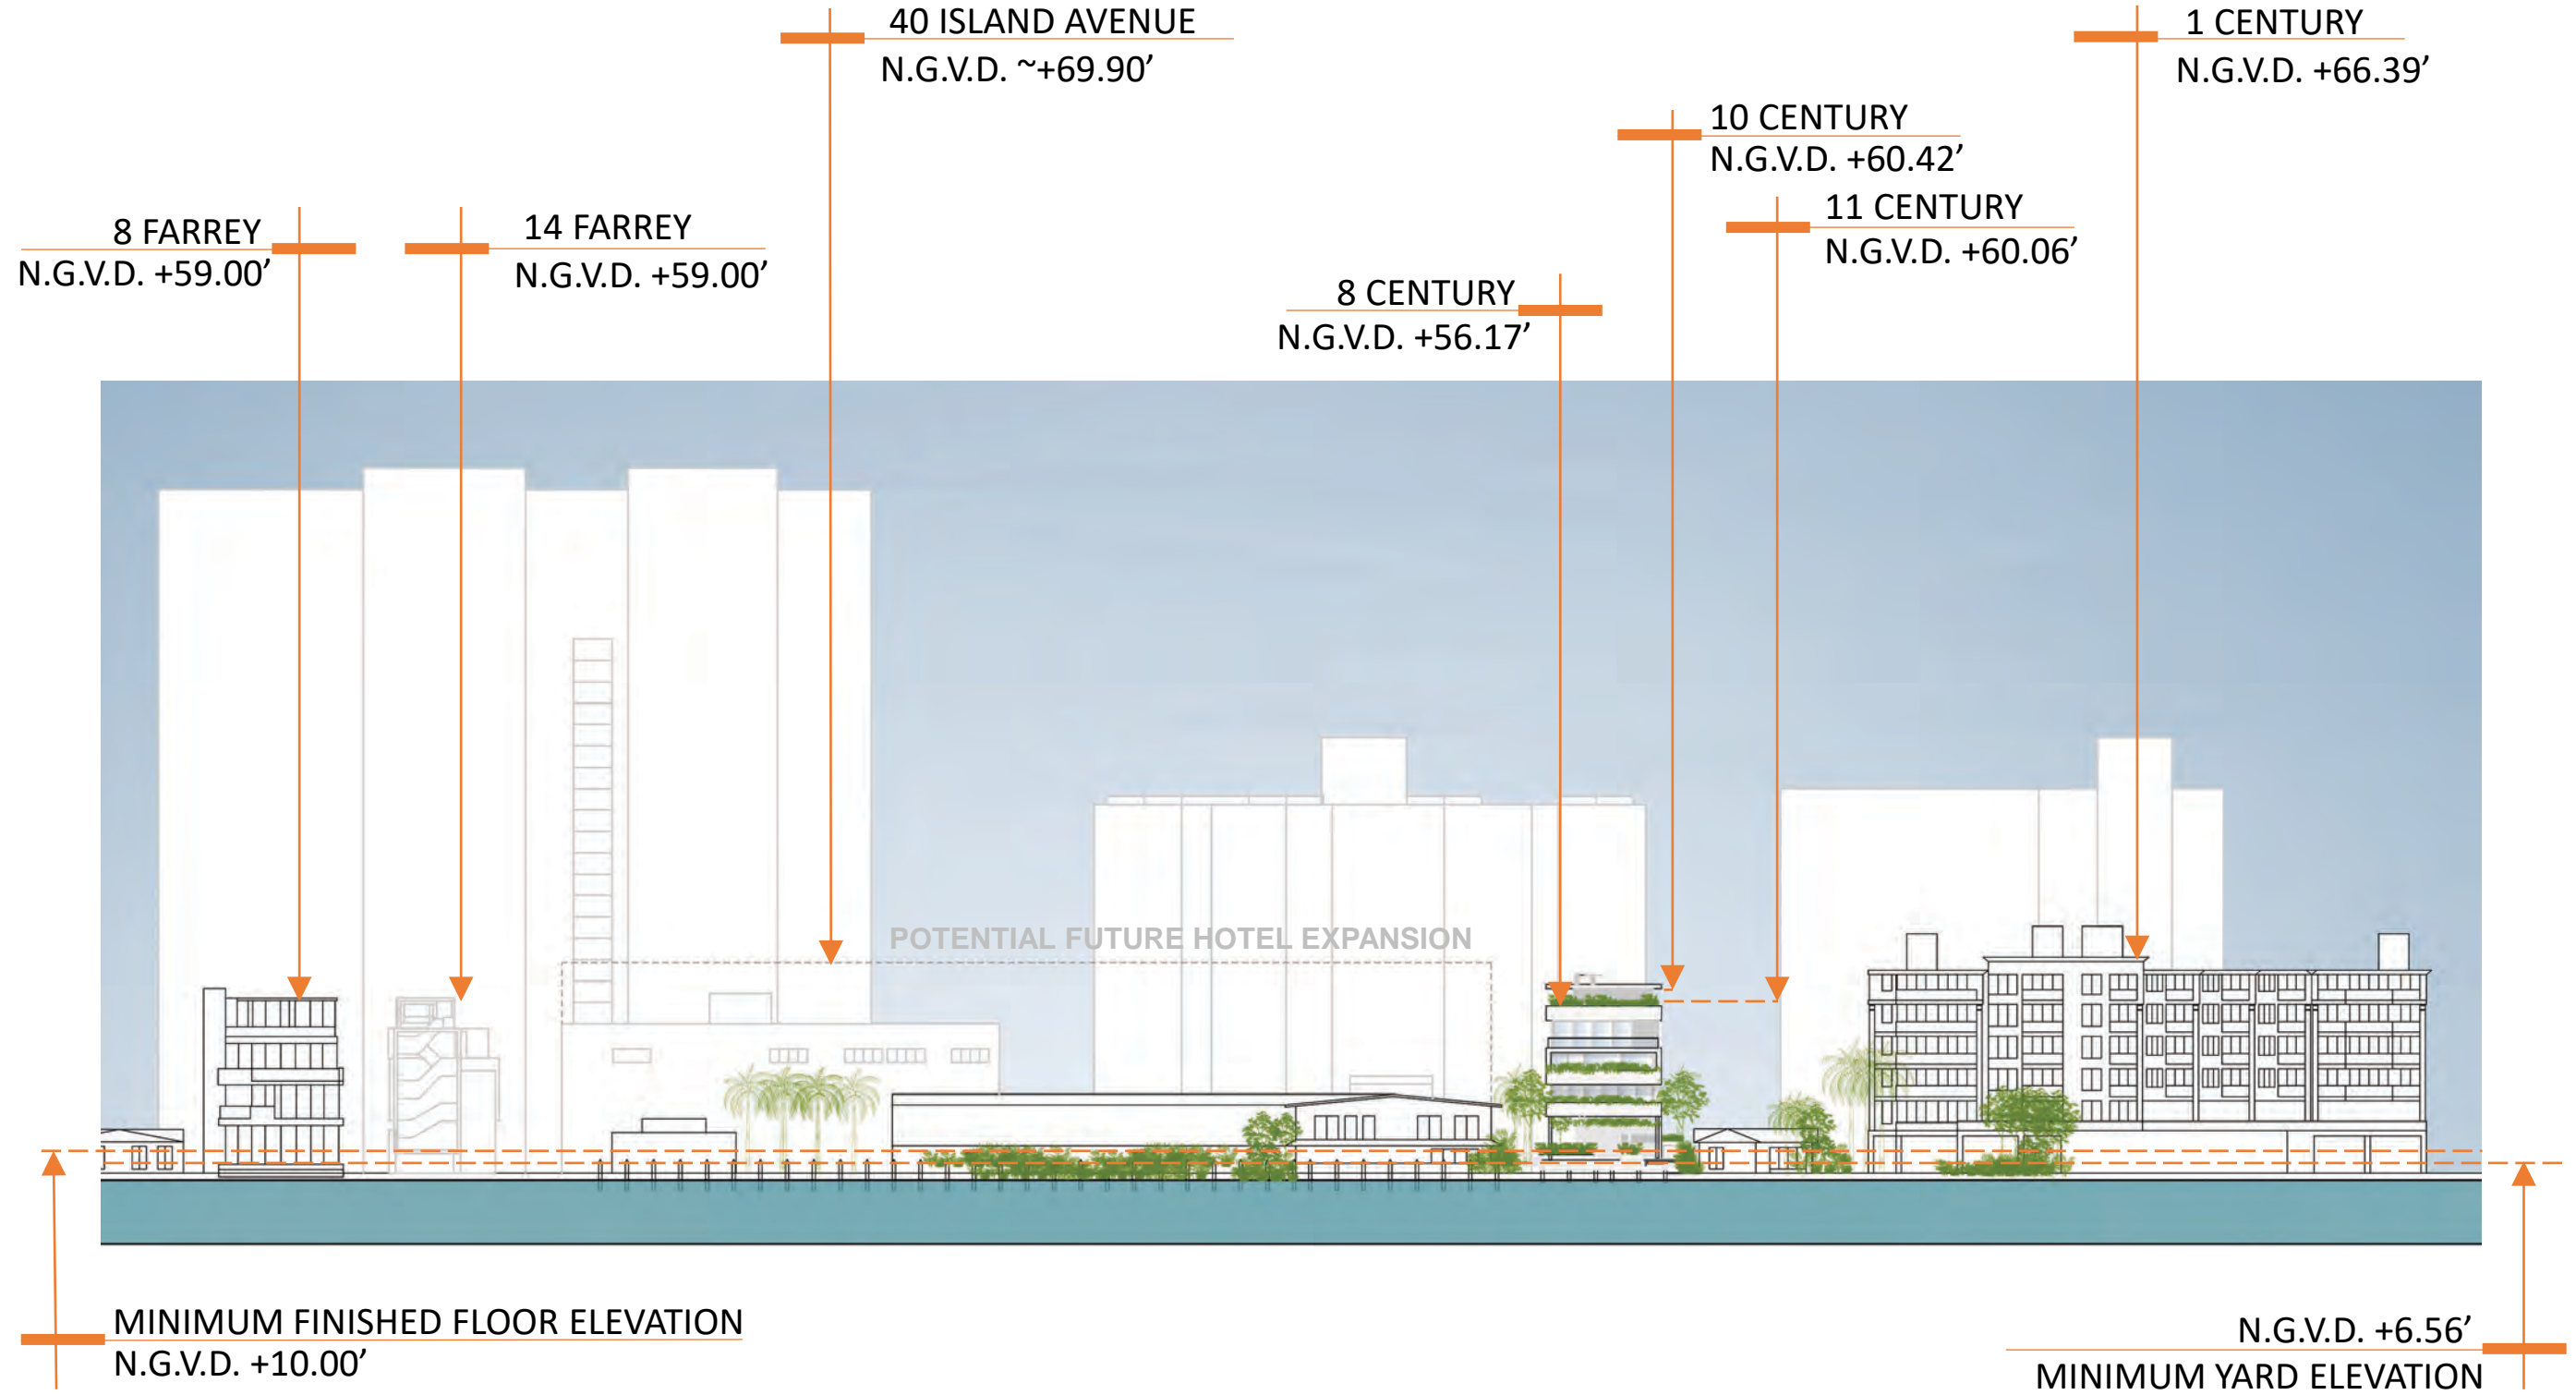 40 ISLAND AVENUE
N.G.V.D. ~+69.90’
1 CENTURY
N.G.V.D. +66.39’
10 CENTURY
N.G.V.D. +60.42’
11 CENTURY
N.G.V.D. +60.06’
8 FARREY
N.G.V.D. +59.00’
14 FARREY
N.G.V.D. +59.00’
8 CENTURY
N.G.V.D. +56.17’
POTENTIAL FUTURE HOTEL EXPANSION
MINIMUM FINISHED FLOOR ELEVATION
N.G.V.D. +10.00’
N.G.V.D. +6.56’
MINIMUM YARD ELEVATION